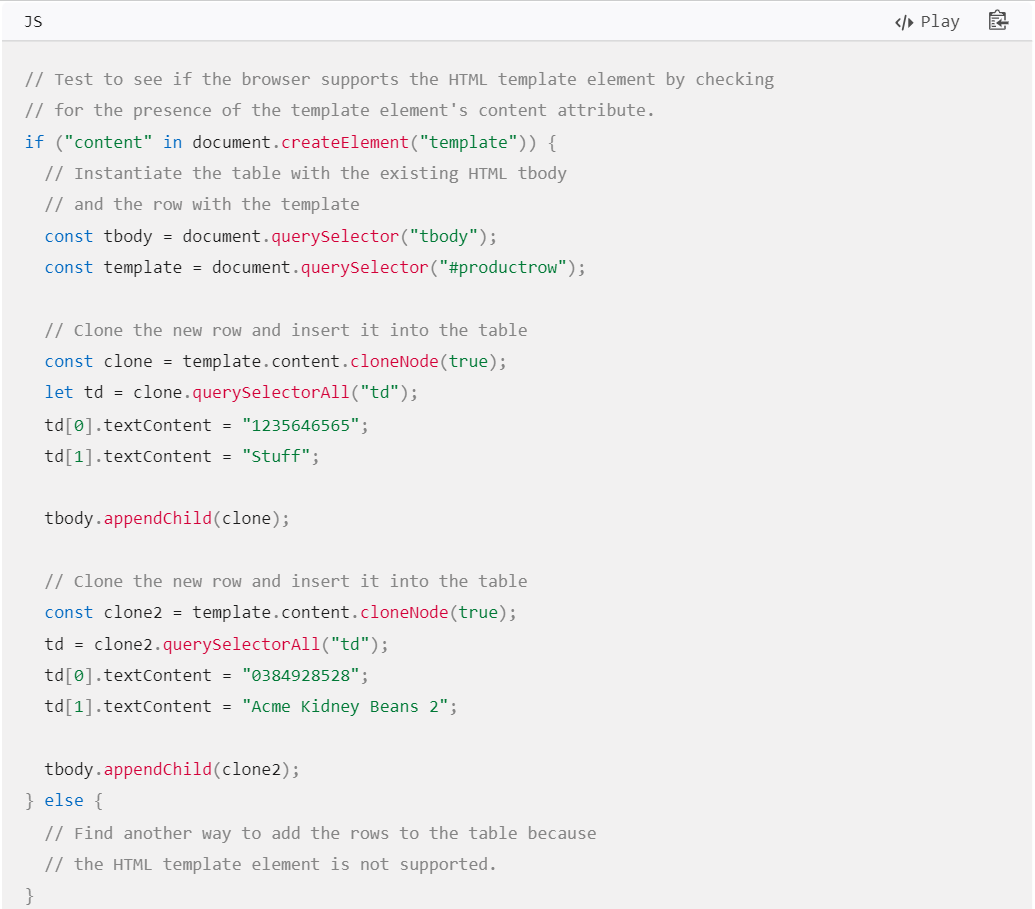 JS
Play
// Test to see if the browser supports the HTML template element by checking
// for the presence of the template element's content attribute.
if ("content" in document.createElement("template")) {
  // Instantiate the table with the existing HTML tbody
  // and the row with the template
  const tbody = document.querySelector("tbody");
  const template = document.querySelector("#productrow");

  // Clone the new row and insert it into the table
  const clone = template.content.cloneNode(true);
  let td = clone.querySelectorAll("td");
  td[0].textContent = "1235646565";
  td[1].textContent = "Stuff";

  tbody.appendChild(clone);

  // Clone the new row and insert it into the table
  const clone2 = template.content.cloneNode(true);
  td = clone2.querySelectorAll("td");
  td[0].textContent = "0384928528";
  td[1].textContent = "Acme Kidney Beans 2";

  tbody.appendChild(clone2);
} else {
  // Find another way to add the rows to the table because
  // the HTML template element is not supported.
}